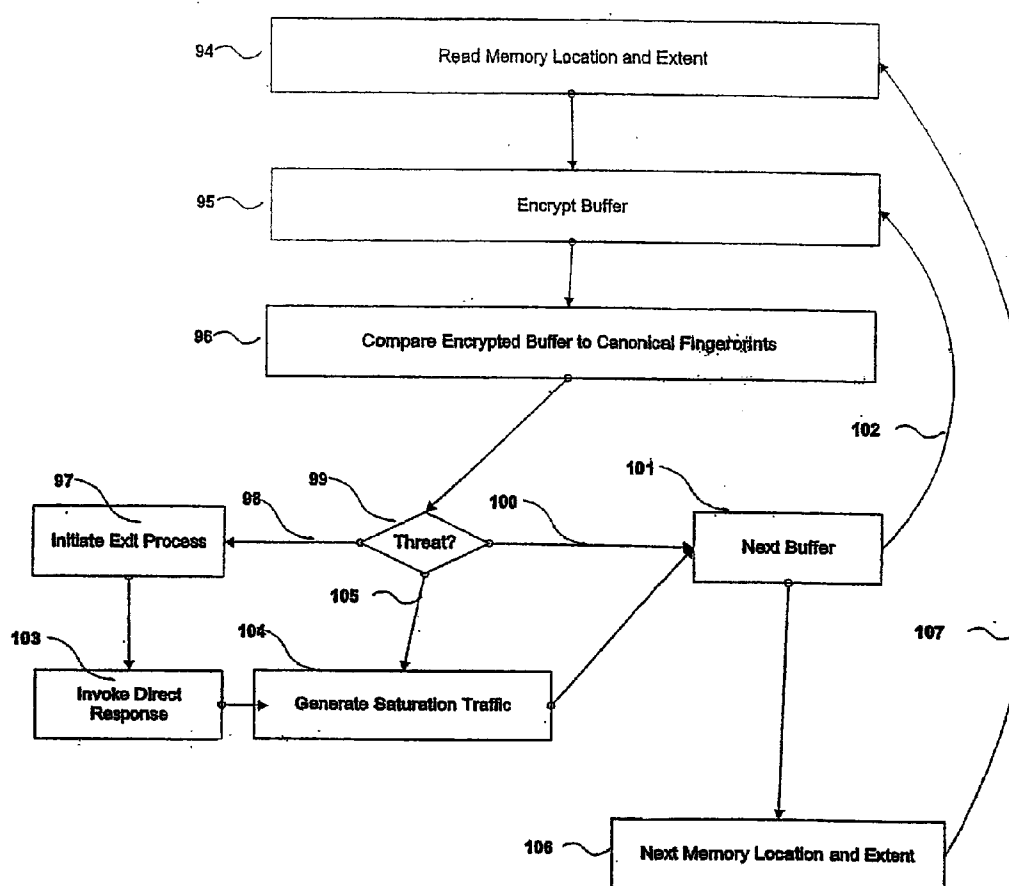 94
Read Memory Location and Extent
95
Encrypt Buffer
96
Compare Encrypted Buffer to Canonical Fingerprints
102
101
97
99
98
100
Initiate Exit Process
Threat?
Next Buffer
105
103
104
107
Invoke Direct
Response
Generate Saturation Traffic
106
Next Memory Location and Extent